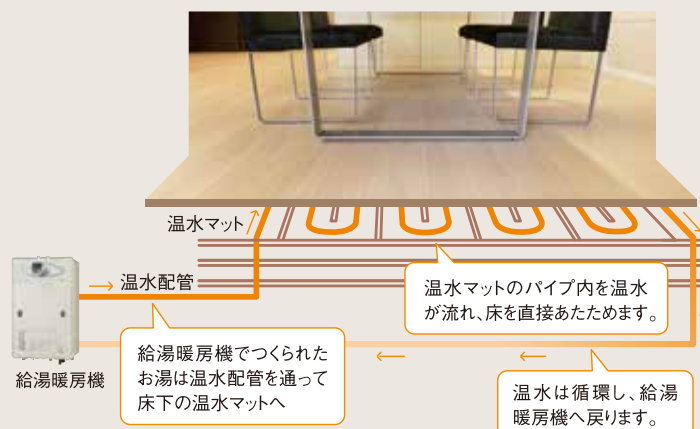 温水マット
温水配管
給湯暖房機
給湯暖房機でつくられた
お湯は温水配管を通って
床下の温水マットへ
温水マットのパイプ内を温水
が流れ、床を直接あたためます。
温水は循環し、給湯
暖房機へ戻ります。